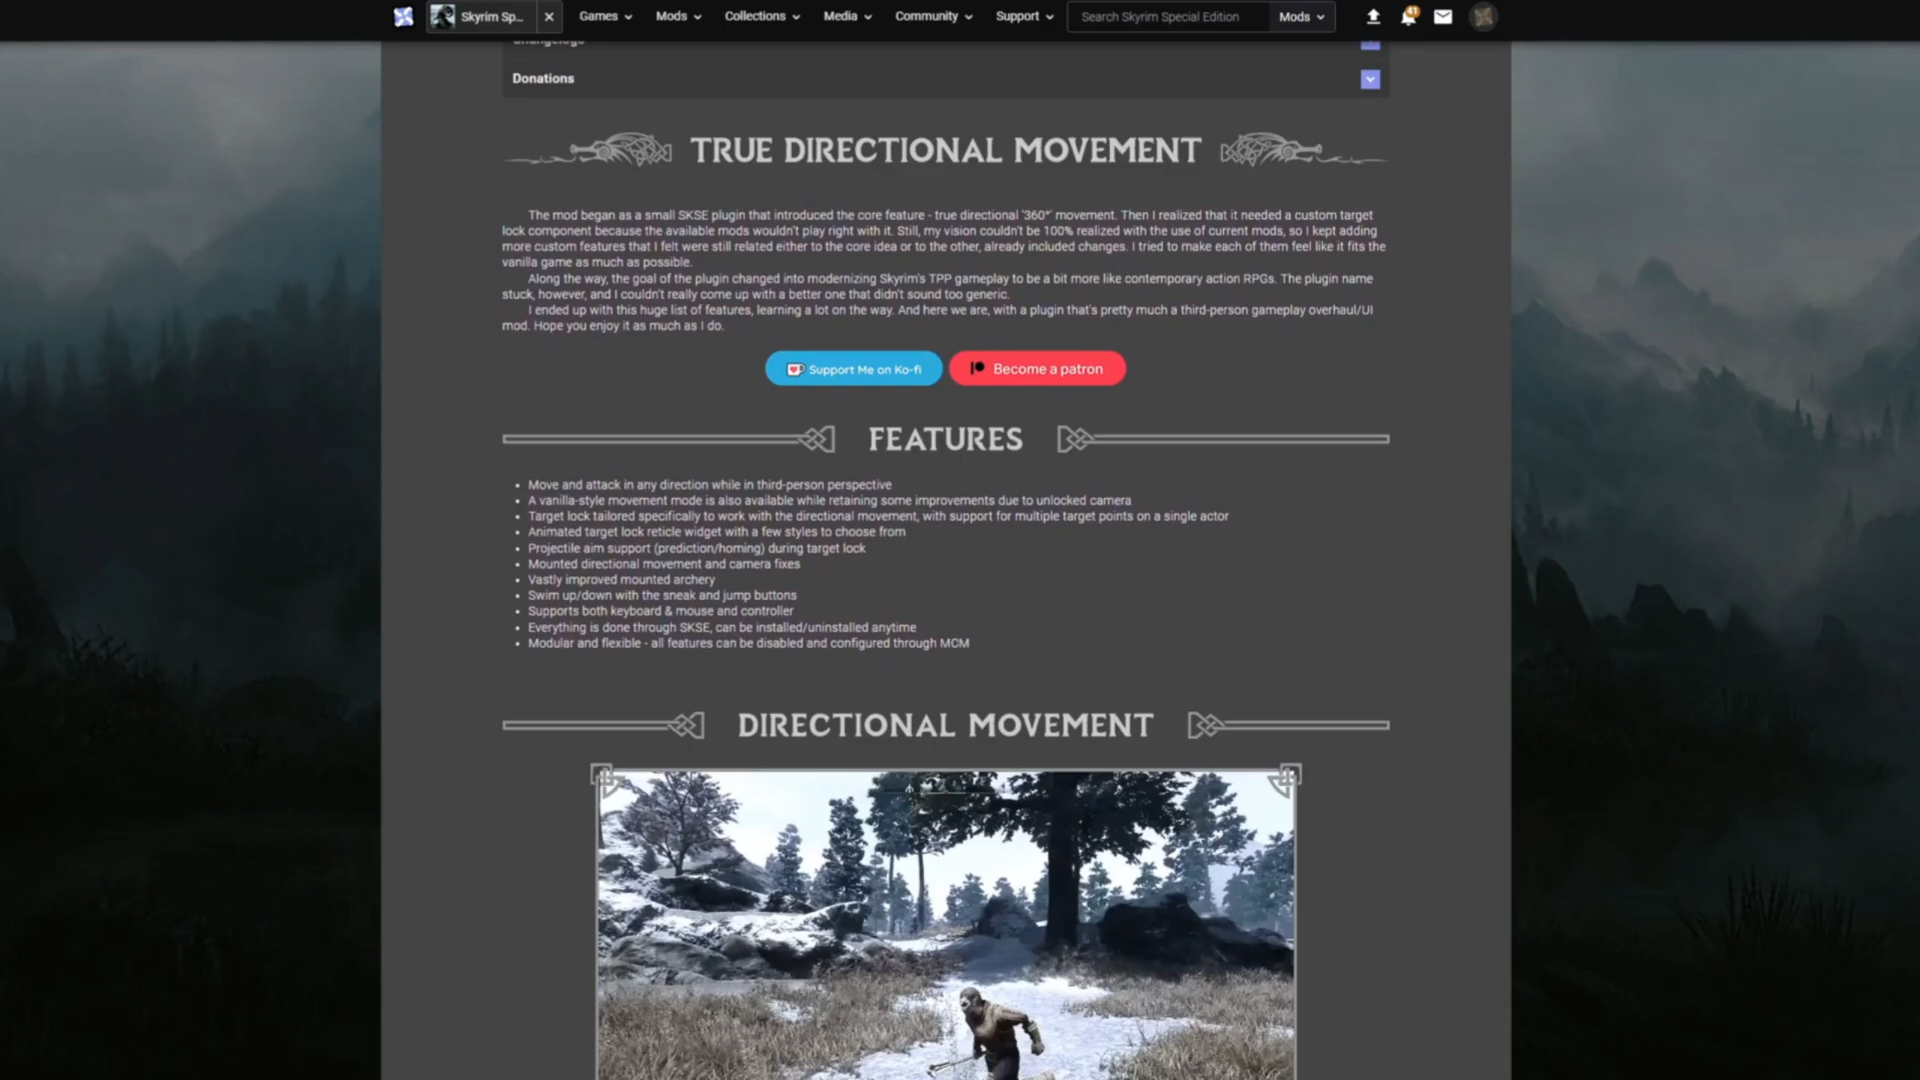 Skyrim Sp...
Games
Mods
Collections
Media
Community
Support
Search Skyrim Special Edition
Mods
41
Changelogs
Donations
TRUE DIRECTIONAL MOVEMENT
The mod began as a small SKSE plugin that introduced the core feature - true directional '360°' movement. Then I realized that it needed a custom target
lock component because the available mods wouldn't play right with it. Still, my vision couldn't be 100% realized with the use of current mods, so I kept adding
more custom features that I felt were still related either to the core idea or to the other, already included changes. I tried to make each of them feel like it fits the
vanilla game as much as possible.
Along the way, the goal of the plugin changed into modernizing Skyrim's TPP gameplay to be a bit more like contemporary action RPGs. The plugin name
stuck, however, and I couldn't really come up with a better one that didn't sound too generic.
I ended up with this huge list of features, learning a lot on the way. And here we are, with a plugin that's pretty much a third-person gameplay overhaul/UI
mod. Hope you enjoy it as much as I do.
Support Me on Ko-fi
Become a patron
FEATURES
• Move and attack in any direction while in third-person perspective
• A vanilla-style movement mode is also available while retaining some improvements due to unlocked camera
• Target lock tailored specifically to work with the directional movement, with support for multiple target points on a single actor
• Animated target lock reticle widget with a few styles to choose from
• Projectile aim support (prediction/homing) during target lock
• Mounted directional movement and camera fixes
• Vastly improved mounted archery
• Swim up/down with the sneak and jump buttons
• Supports both keyboard & mouse and controller
• Everything is done through SKSE, can be installed/uninstalled anytime
• Modular and flexible - all features can be disabled and configured through MCM
DIRECTIONAL MOVEMENT